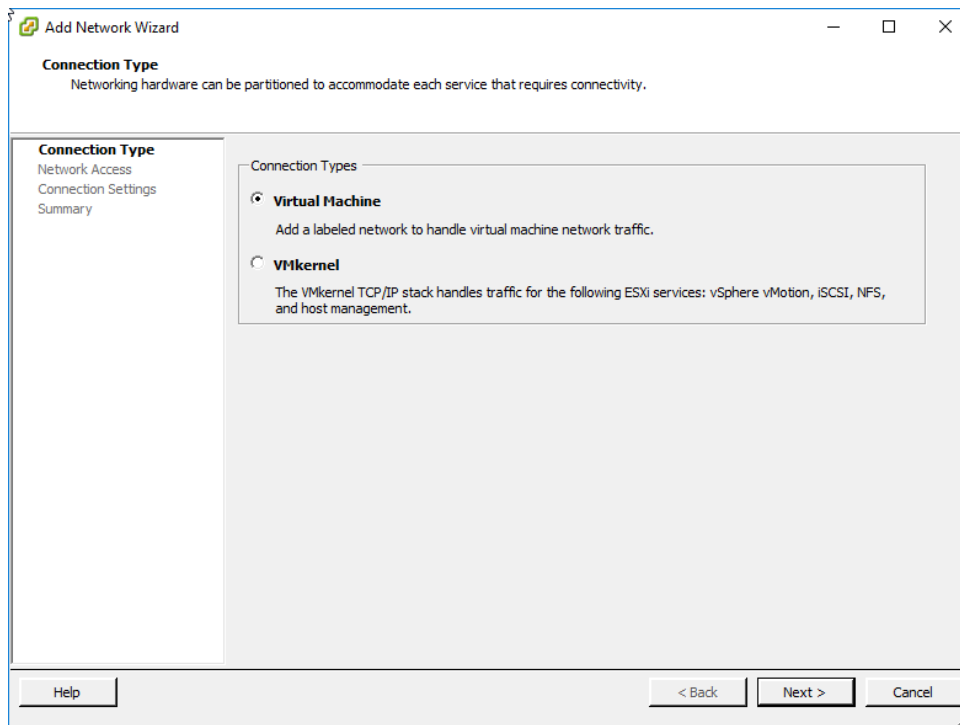 Add Network Wizard
Connection Type
Networking hardware can be partitioned to accommodate each service that requires connectivity.
Connection Type
Network Access
Connection Settings
Summary
Connection Types
Virtual Machine
Add a labeled network to handle virtual machine network traffic.
VMkernel
The VMkernel TCP/IP stack handles traffic for the following ESXi services: vSphere vMotion, iSCSI, NFS,
and host management.
Help
< Back
Next >
Cancel